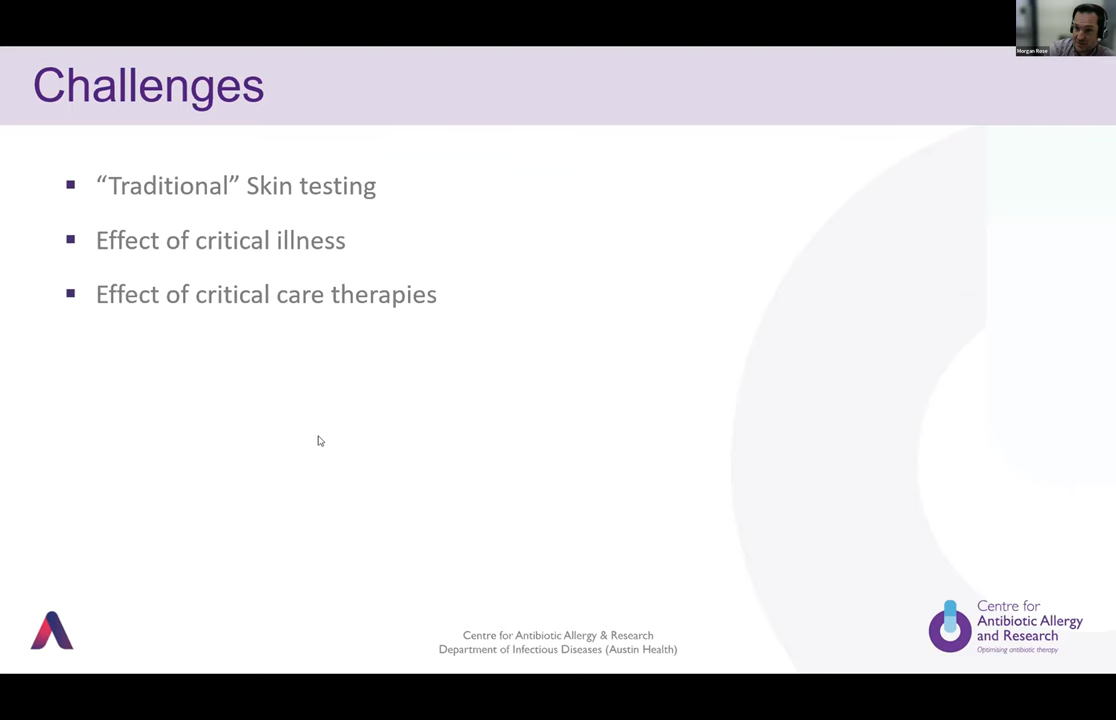 Morgan Rose
Challenges
“Traditional” Skin testing
Effect of critical illness
Effect of critical care therapies
Centre for Antibiotic Allergy & Research
Department of Infectious Diseases (Austin Health)
Centre for
Antibiotic Allergy
and Research
Optimising antibiotic therapy